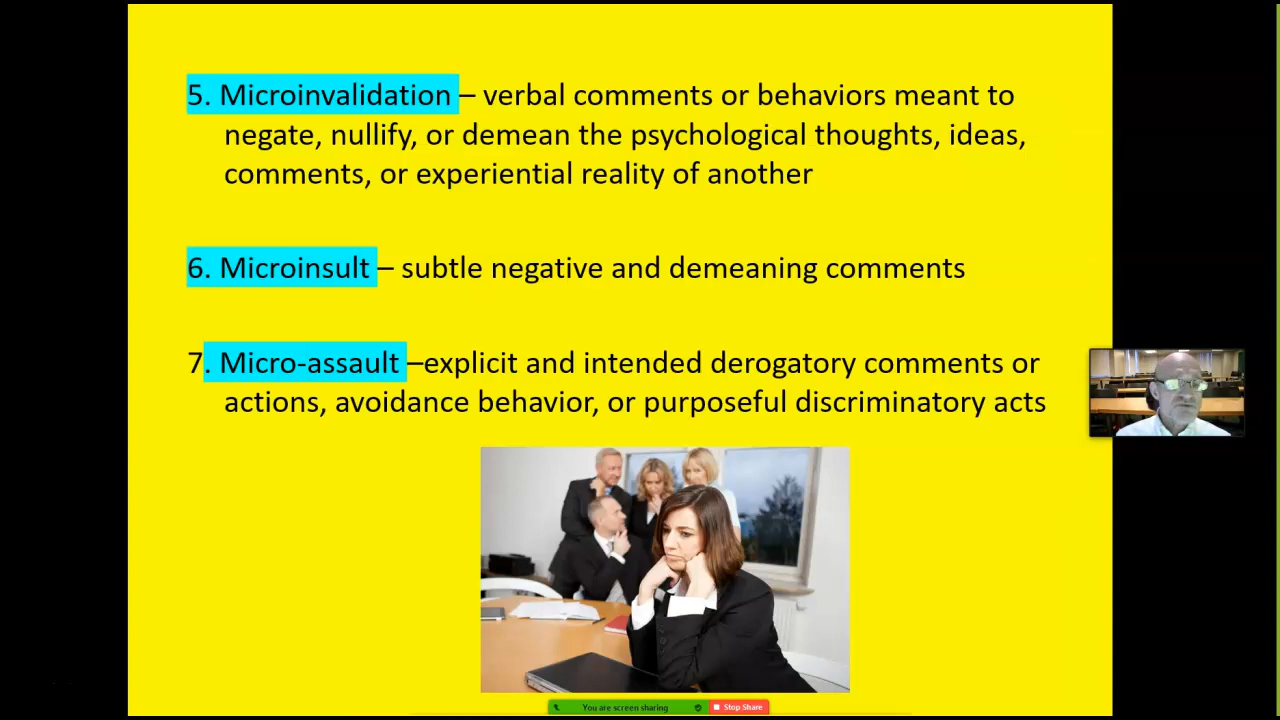 5. Microinvalidation – verbal comments or behaviors meant to
negate, nullify, or demean the psychological thoughts, ideas,
comments, or experiential reality of another
6. Microinsult – subtle negative and demeaning comments
7. Micro-assault –explicit and intended derogatory comments or
actions, avoidance behavior, or purposeful discriminatory acts
You are screen sharing
Stop Share